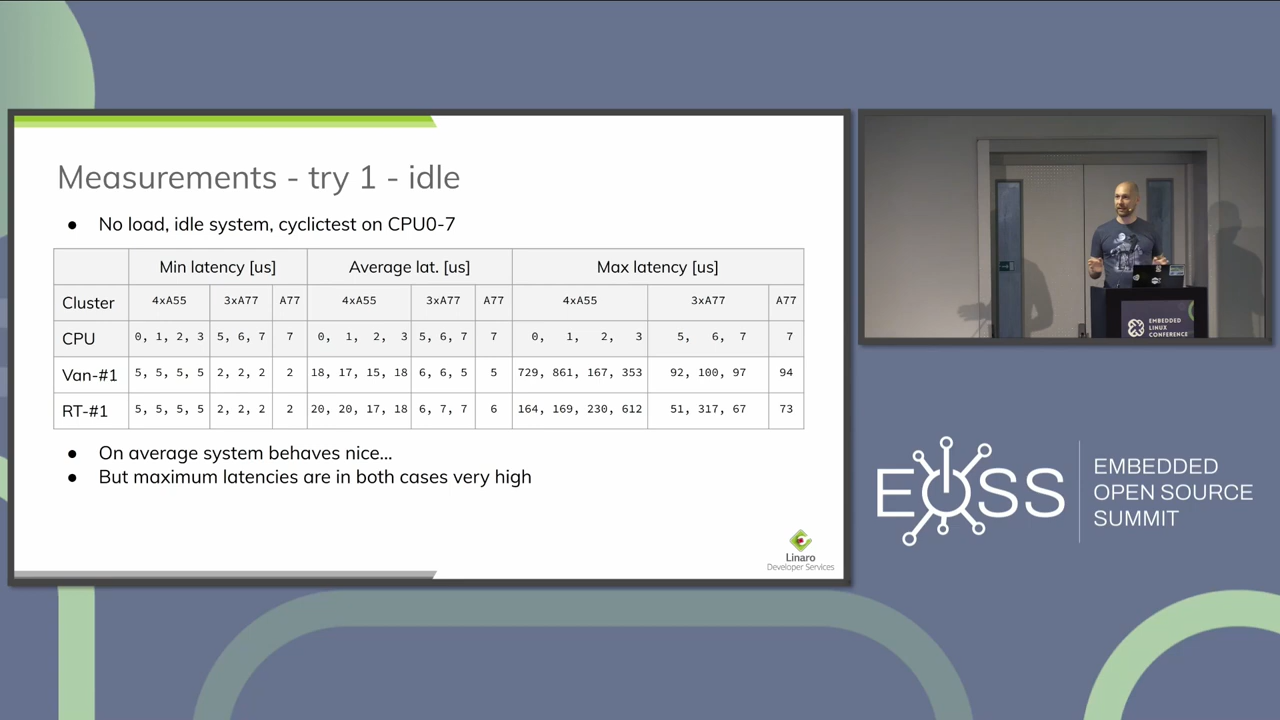 Measurements - try 1 - idle
● No load, idle system, cyclictest on CPU0-7
Min latency [us] Average lat. [us] Max latency [us]
Cluster 4xA55 3xA77 A77 4xA55 3xA77 A77 4xA55 3xA77 A77
CPU 0, 1, 2, 3 5, 6, 7 7 0, 1, 2, 3 5, 6, 7 7 0, 1, 2, 3 5, 6, 7 7
Van-#1 5, 5, 5, 5 2, 2, 2 2 18, 17, 15, 18 6, 6, 5 5 729, 861, 167, 353 92, 100, 97 94
RT-#1 5, 5, 5, 5 2, 2, 2 2 20, 20, 17, 18 6, 7, 7 6 164, 169, 230, 612 51, 317, 67 73
● On average system behaves nice...
● But maximum latencies are in both cases very high
Linaro
Developer Services
EMBEDDED
LINUX
CONFERENCE
EOSS
EMBEDDED
OPEN SOURCE
SUMMIT